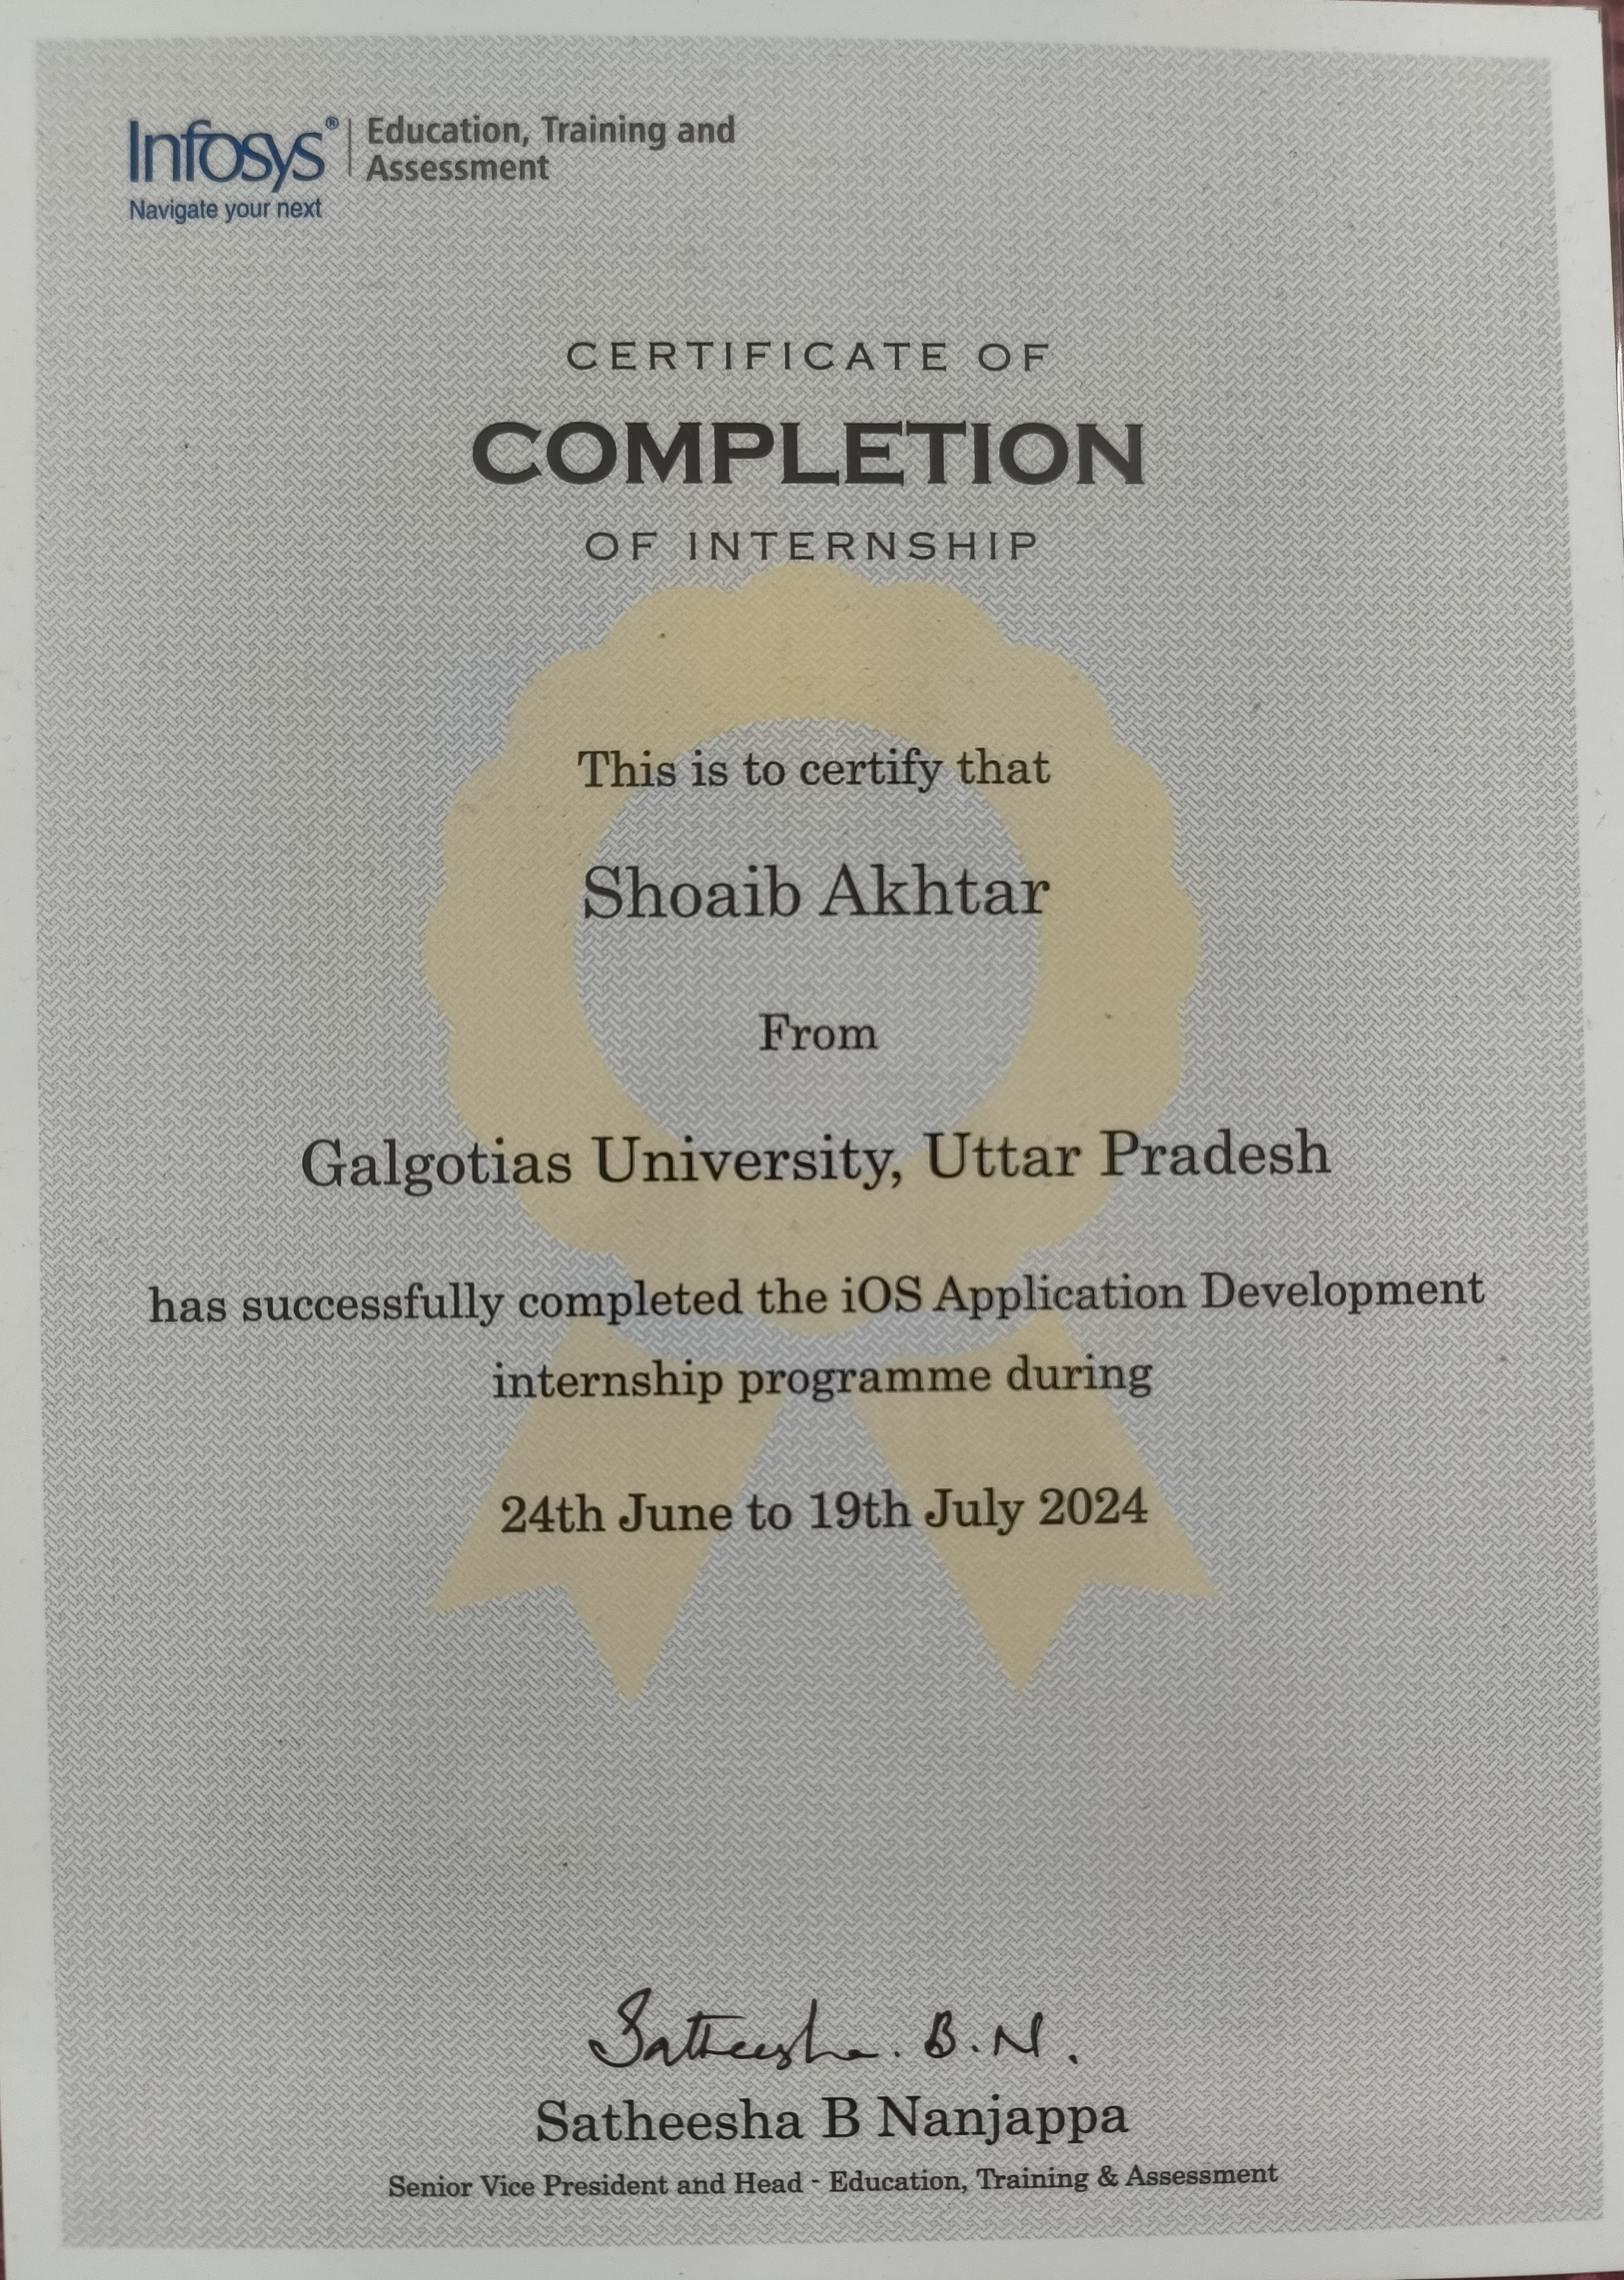 Infosys® | Education, Training and
Assessment
Navigate your next
CERTIFICATE OF
COMPLETION
OF INTERNSHIP
This is to certify that
Shoaib Akhtar
From
Galgotias University, Uttar Pradesh
has successfully completed the iOS Application Development
internship programme during
24th June to 19th July 2024
Satheesha. B.N.
Satheesha B Nanjappa
Senior Vice President and Head - Education, Training & Assessment